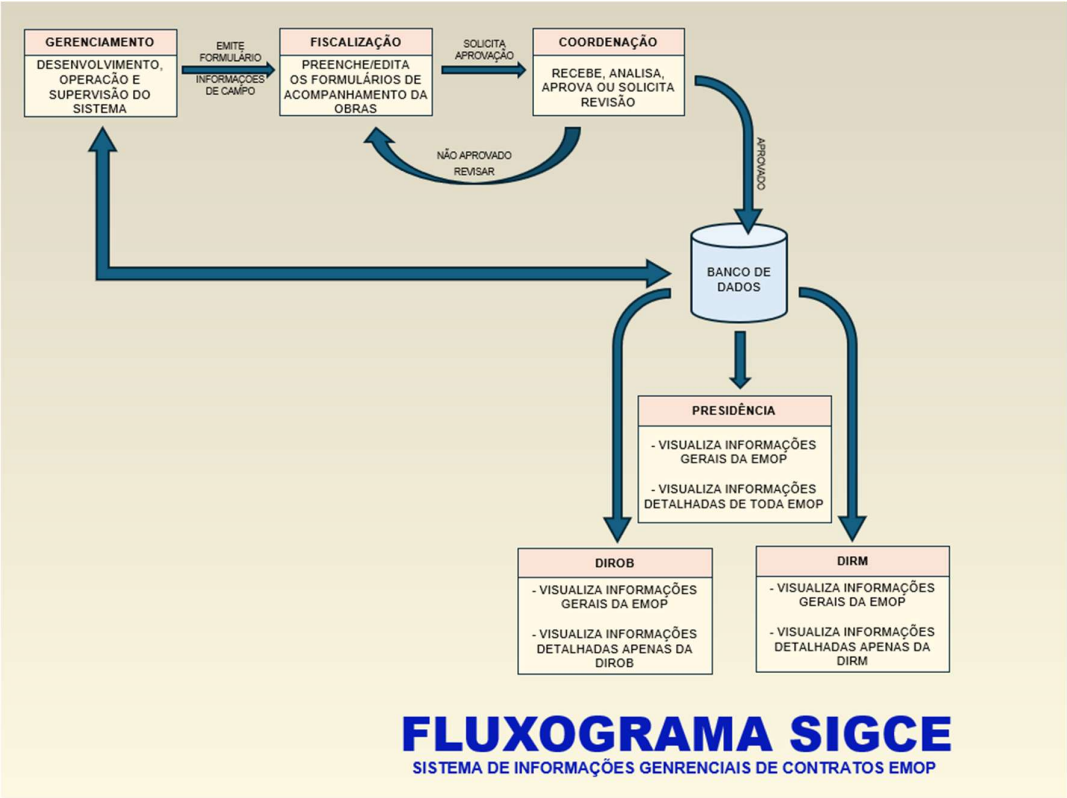 GERENCIAMENTO
DESENVOLVIMENTO,
OPERACÃO E
SUPERVISÃO DO
SISTEMA
EMITE
FORMULÁRIO
INFORMAÇÕES
DE CAMPO
FISCALIZAÇÃO
PREENCHE/EDITA
OS FORMULÁRIOS DE
ACOMPANHAMENTO DA
OBRAS
SOLICITA
APROVAÇÃO
COORDENAÇÃO
RECEBE, ANALISA,
APROVA OU SOLICITA
REVISÃO
NÃO APROVADO
REVISAR
APROVADO
BANCO DE
DADOS
PRESIDÊNCIA
- VISUALIZA INFORMAÇÕES
GERAIS DA EMOP
- VISUALIZA INFORMAÇÕES
DETALHADAS DE TODA EMOP
DIROB
- VISUALIZA INFORMAÇÕES
GERAIS DA EMOP
- VISUALIZA INFORMAÇÕES
DETALHADAS APENAS DA
DIROB
DIRM
- VISUALIZA INFORMAÇÕES
GERAIS DA EMOP
- VISUALIZA INFORMAÇÕES
DETALHADAS APENAS DA
DIRM
FLUXOGRAMA SIGCE
SISTEMA DE INFORMAÇÕES GENRENCIAIS DE CONTRATOS EMOP